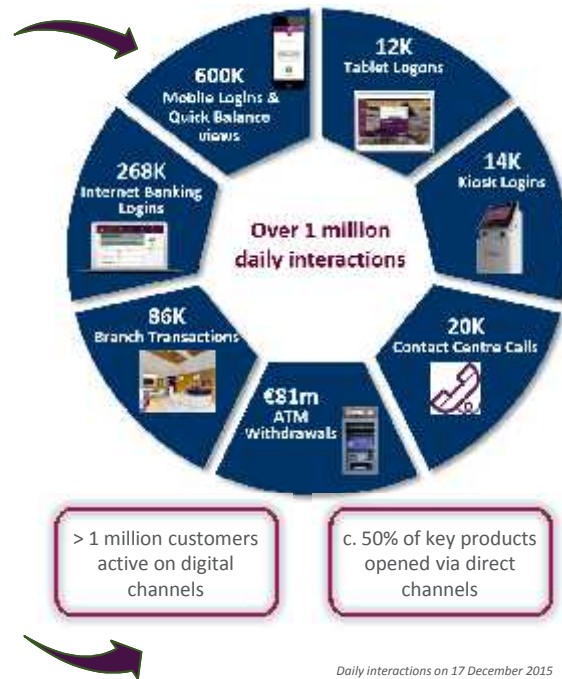 600K
Mobile Logins &
Quick Balance
views
12K
Tablet Logons
14K
Kiosk Logins
20K
Contact Centre Calls
€81m
ATM
Withdrawals
86K
Branch Transactions
268K
Internet Banking
Logins
Over 1 million
daily interactions
> 1 million customers
active on digital
channels
c. 50% of key products
opened via direct
channels
Daily interactions on 17 December 2015